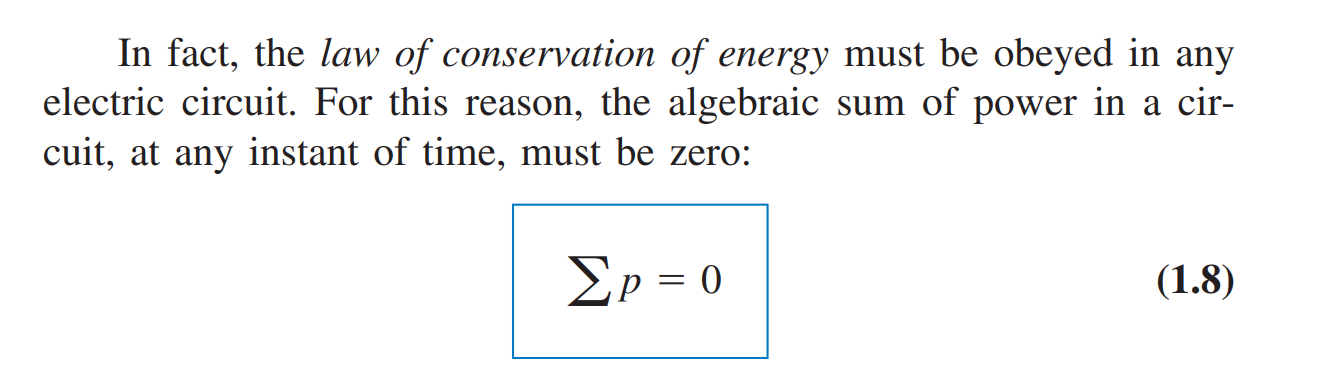 In fact, the law of conservation of energy must be obeyed in any
electric circuit. For this reason, the algebraic sum of power in a cir-
cuit, at any instant of time, must be zero:
∑p = 0 (1.8)